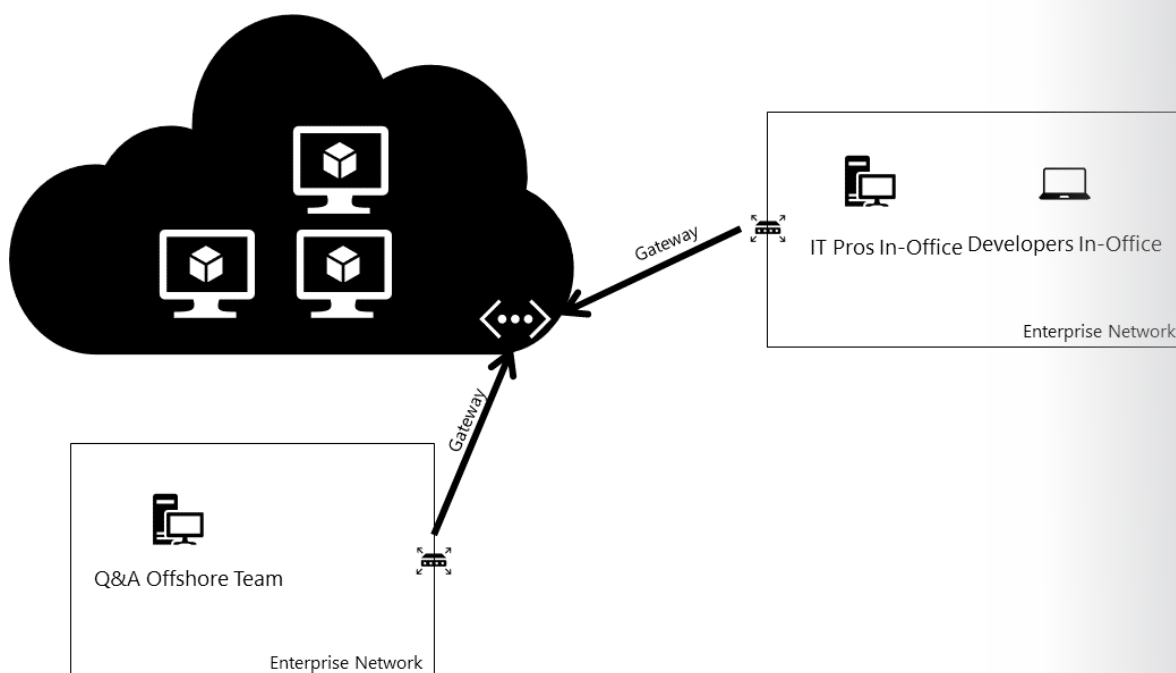 Gateway
IT Pros In-Office
Developers In-Office
Enterprise Network
Gateway
Q&A Offshore Team
Enterprise Network